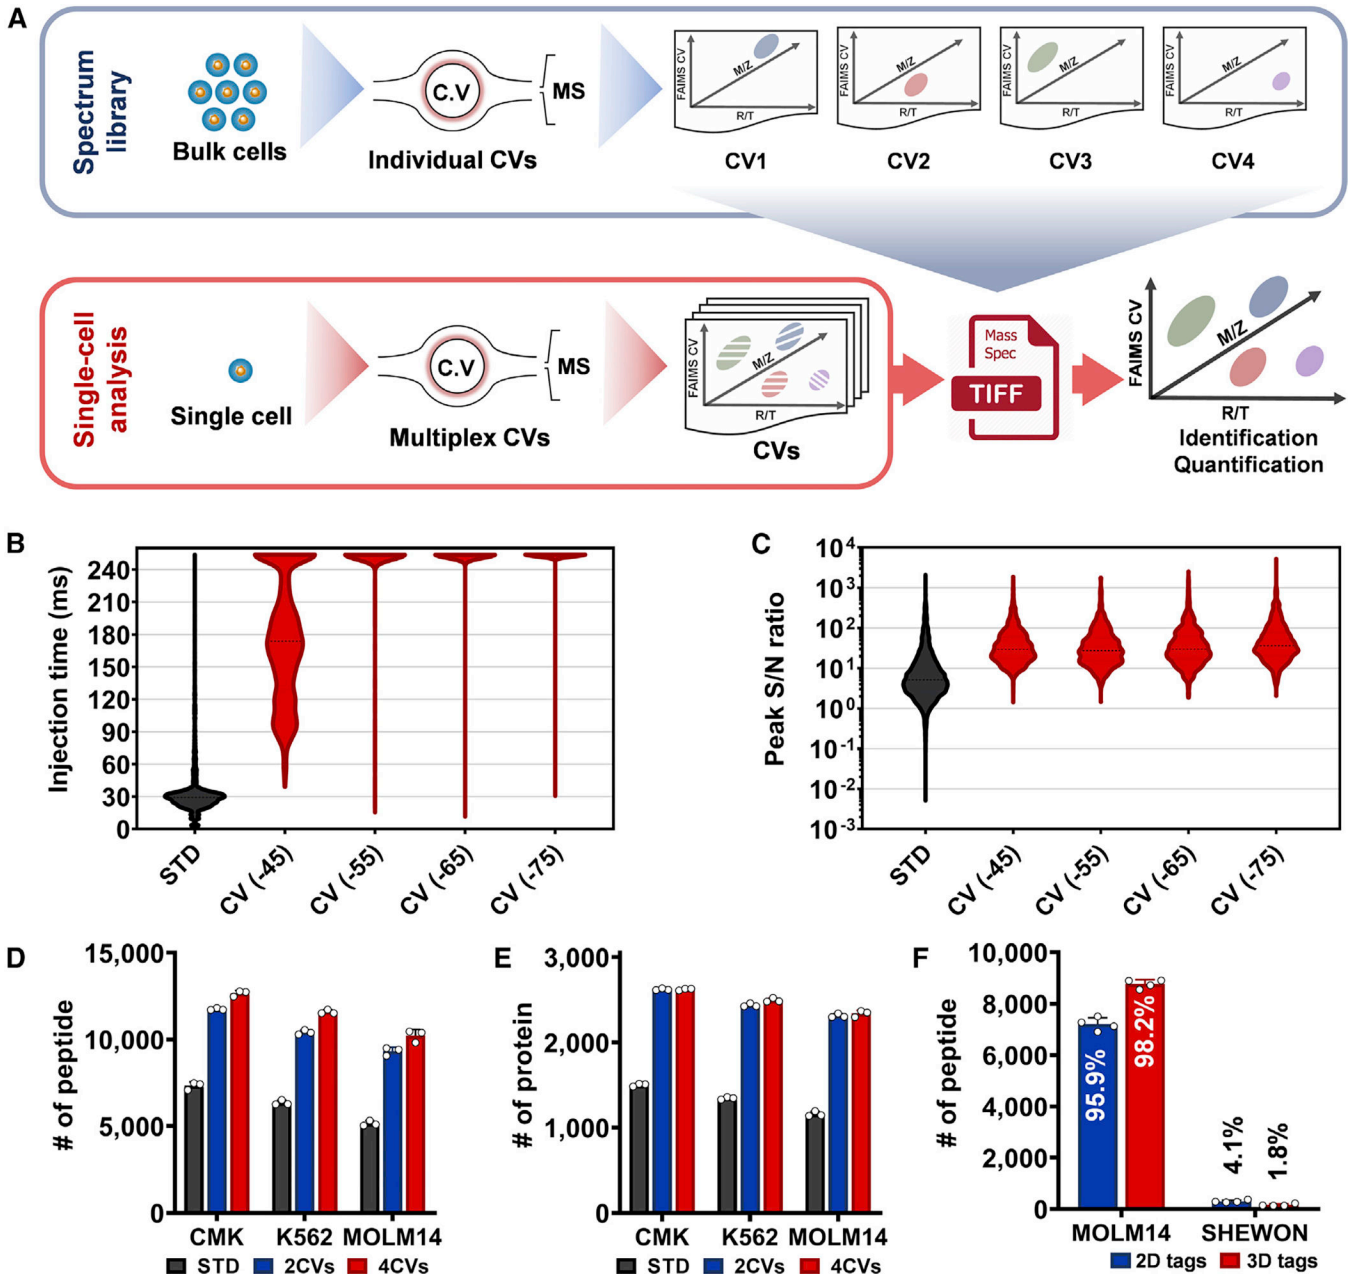 A
Spectrum
library
Bulk cells
C.V
MS
Individual CVs
FAIMS CV
M/Z
R/T
CV1
FAIMS CV
M/Z
R/T
CV2
FAIMS CV
M/Z
R/T
CV3
FAIMS CV
M/Z
R/T
CV4
Single-cell
analysis
Single cell
C.V
MS
Multiplex CVs
FAIMS CV
M/Z
R/T
CVs
Mass
Spec
TIFF
FAIMS CV
M/Z
R/T
Identification
Quantification
B
Injection time (ms)
240
210
180
150
120
90
60
30
0
STD
CV (-45)
CV (-55)
CV (-65)
CV (-75)
C
Peak S/N ratio
10^4
10^3
10^2
10^1
10^0
10^-1
10^-2
10^-3
STD
CV (-45)
CV (-55)
CV (-65)
CV (-75)
D
# of peptide
15,000
10,000
5,000
0
CMK K562 MOLM14
STD 2CVs 4CVs
E
# of protein
3,000
2,000
1,000
0
CMK K562 MOLM14
STD 2CVs 4CVs
F
# of peptide
10,000
8,000
6,000
4,000
2,000
0
95.9%
98.2%
4.1%
1.8%
MOLM14 SHEWON
2D tags 3D tags